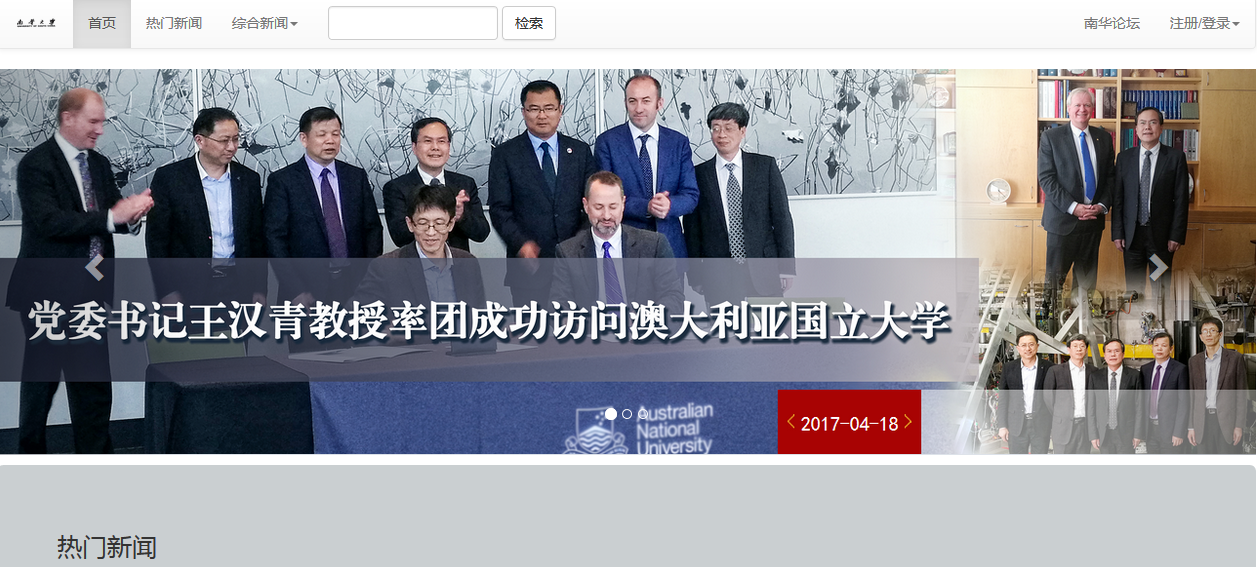 南华大学
首页
热门新闻
综合新闻
检索
南华论坛
注册/登录
党委书记王汉青教授率团成功访问澳大利亚国立大学
Australian
National
University
2017-04-18
热门新闻